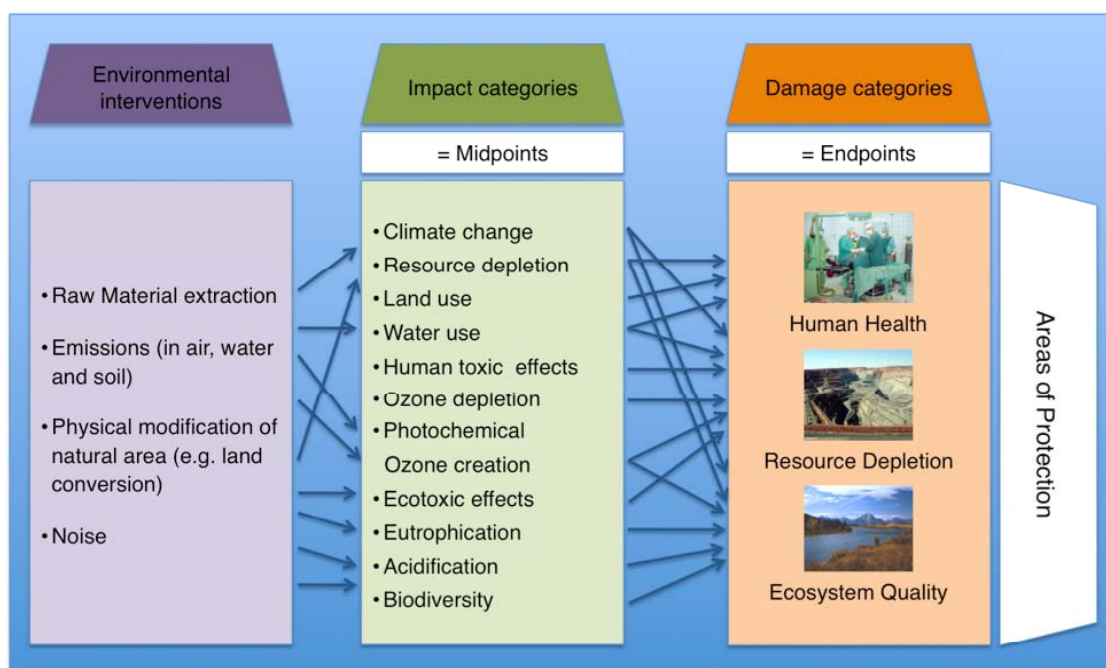 Environmental
interventions
Impact categories
Damage categories
= Midpoints
= Endpoints
• Raw Material extraction
• Emissions (in air, water
and soil)
• Physical modification of
natural area (e.g. land
conversion)
• Noise
• Climate change
• Resource depletion
• Land use
• Water use
• Human toxic effects
• Ozone depletion
• Photochemical
Ozone creation
• Ecotoxic effects
• Eutrophication
• Acidification
• Biodiversity
Human Health
Resource Depletion
Ecosystem Quality
Areas of Protection